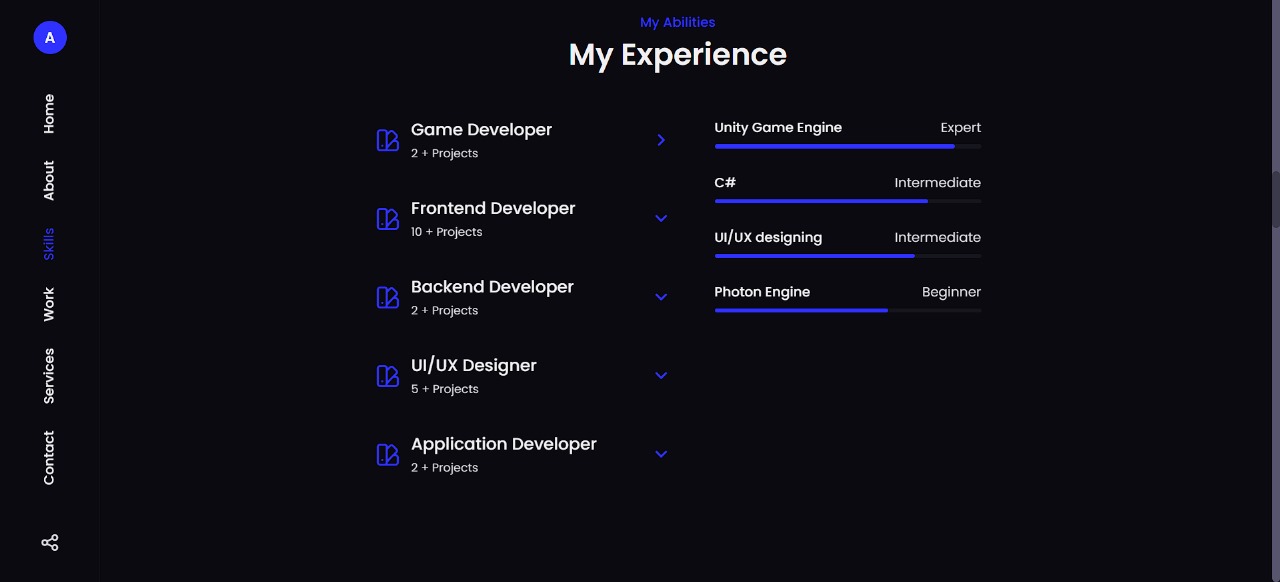 A
Home
About
Skills
Work
Services
Contact
My Abilities
My Experience
Game Developer
2 + Projects
Frontend Developer
10 + Projects
Backend Developer
2 + Projects
UI/UX Designer
5 + Projects
Application Developer
2 + Projects
Unity Game Engine Expert
C# Intermediate
UI/UX designing Intermediate
Photon Engine Beginner